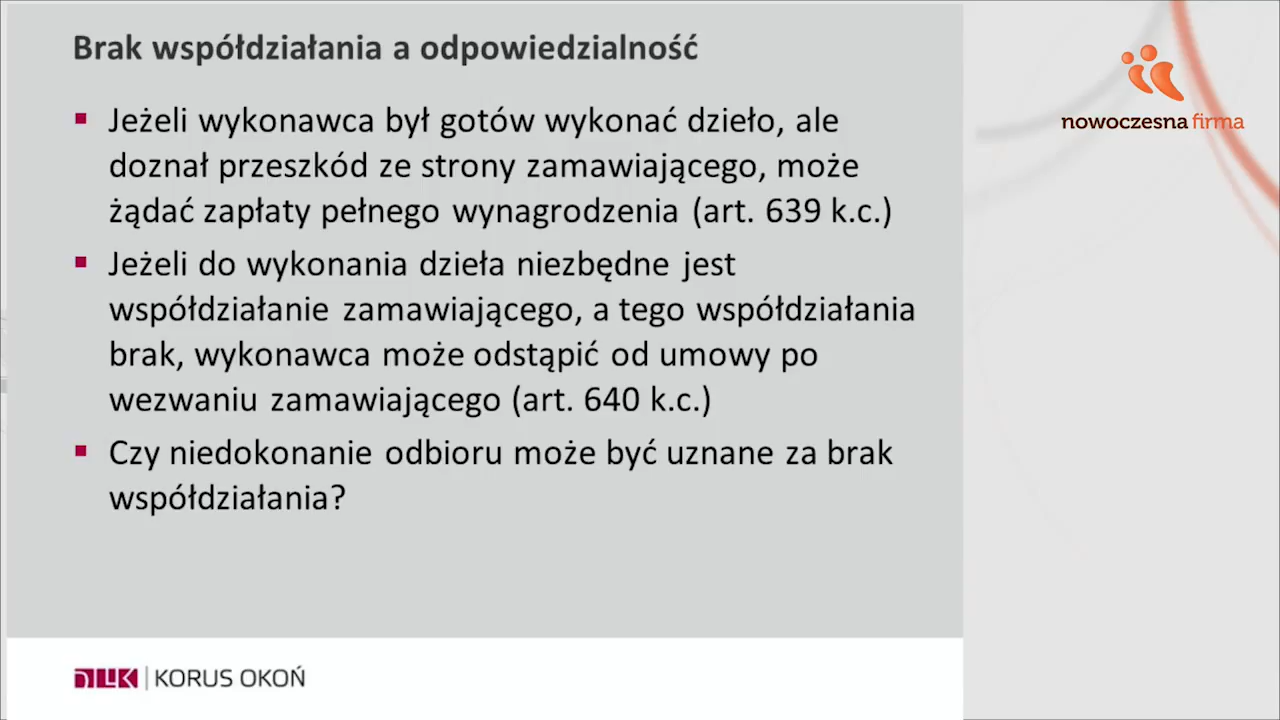 Brak współdziałania a odpowiedzialność
nowoczesna firma
Jeżeli wykonawca był gotów wykonać dzieło, ale
doznał przeszkód ze strony zamawiającego, może
żądać zapłaty pełnego wynagrodzenia (art. 639 k.c.)
Jeżeli do wykonania dzieła niezbędne jest
współdziałanie zamawiającego, a tego współdziałania
brak, wykonawca może odstąpić od umowy po
wezwaniu zamawiającego (art. 640 k.c.)
Czy niedokonanie odbioru może być uznane za brak
współdziałania?
KORUS OKOŃ